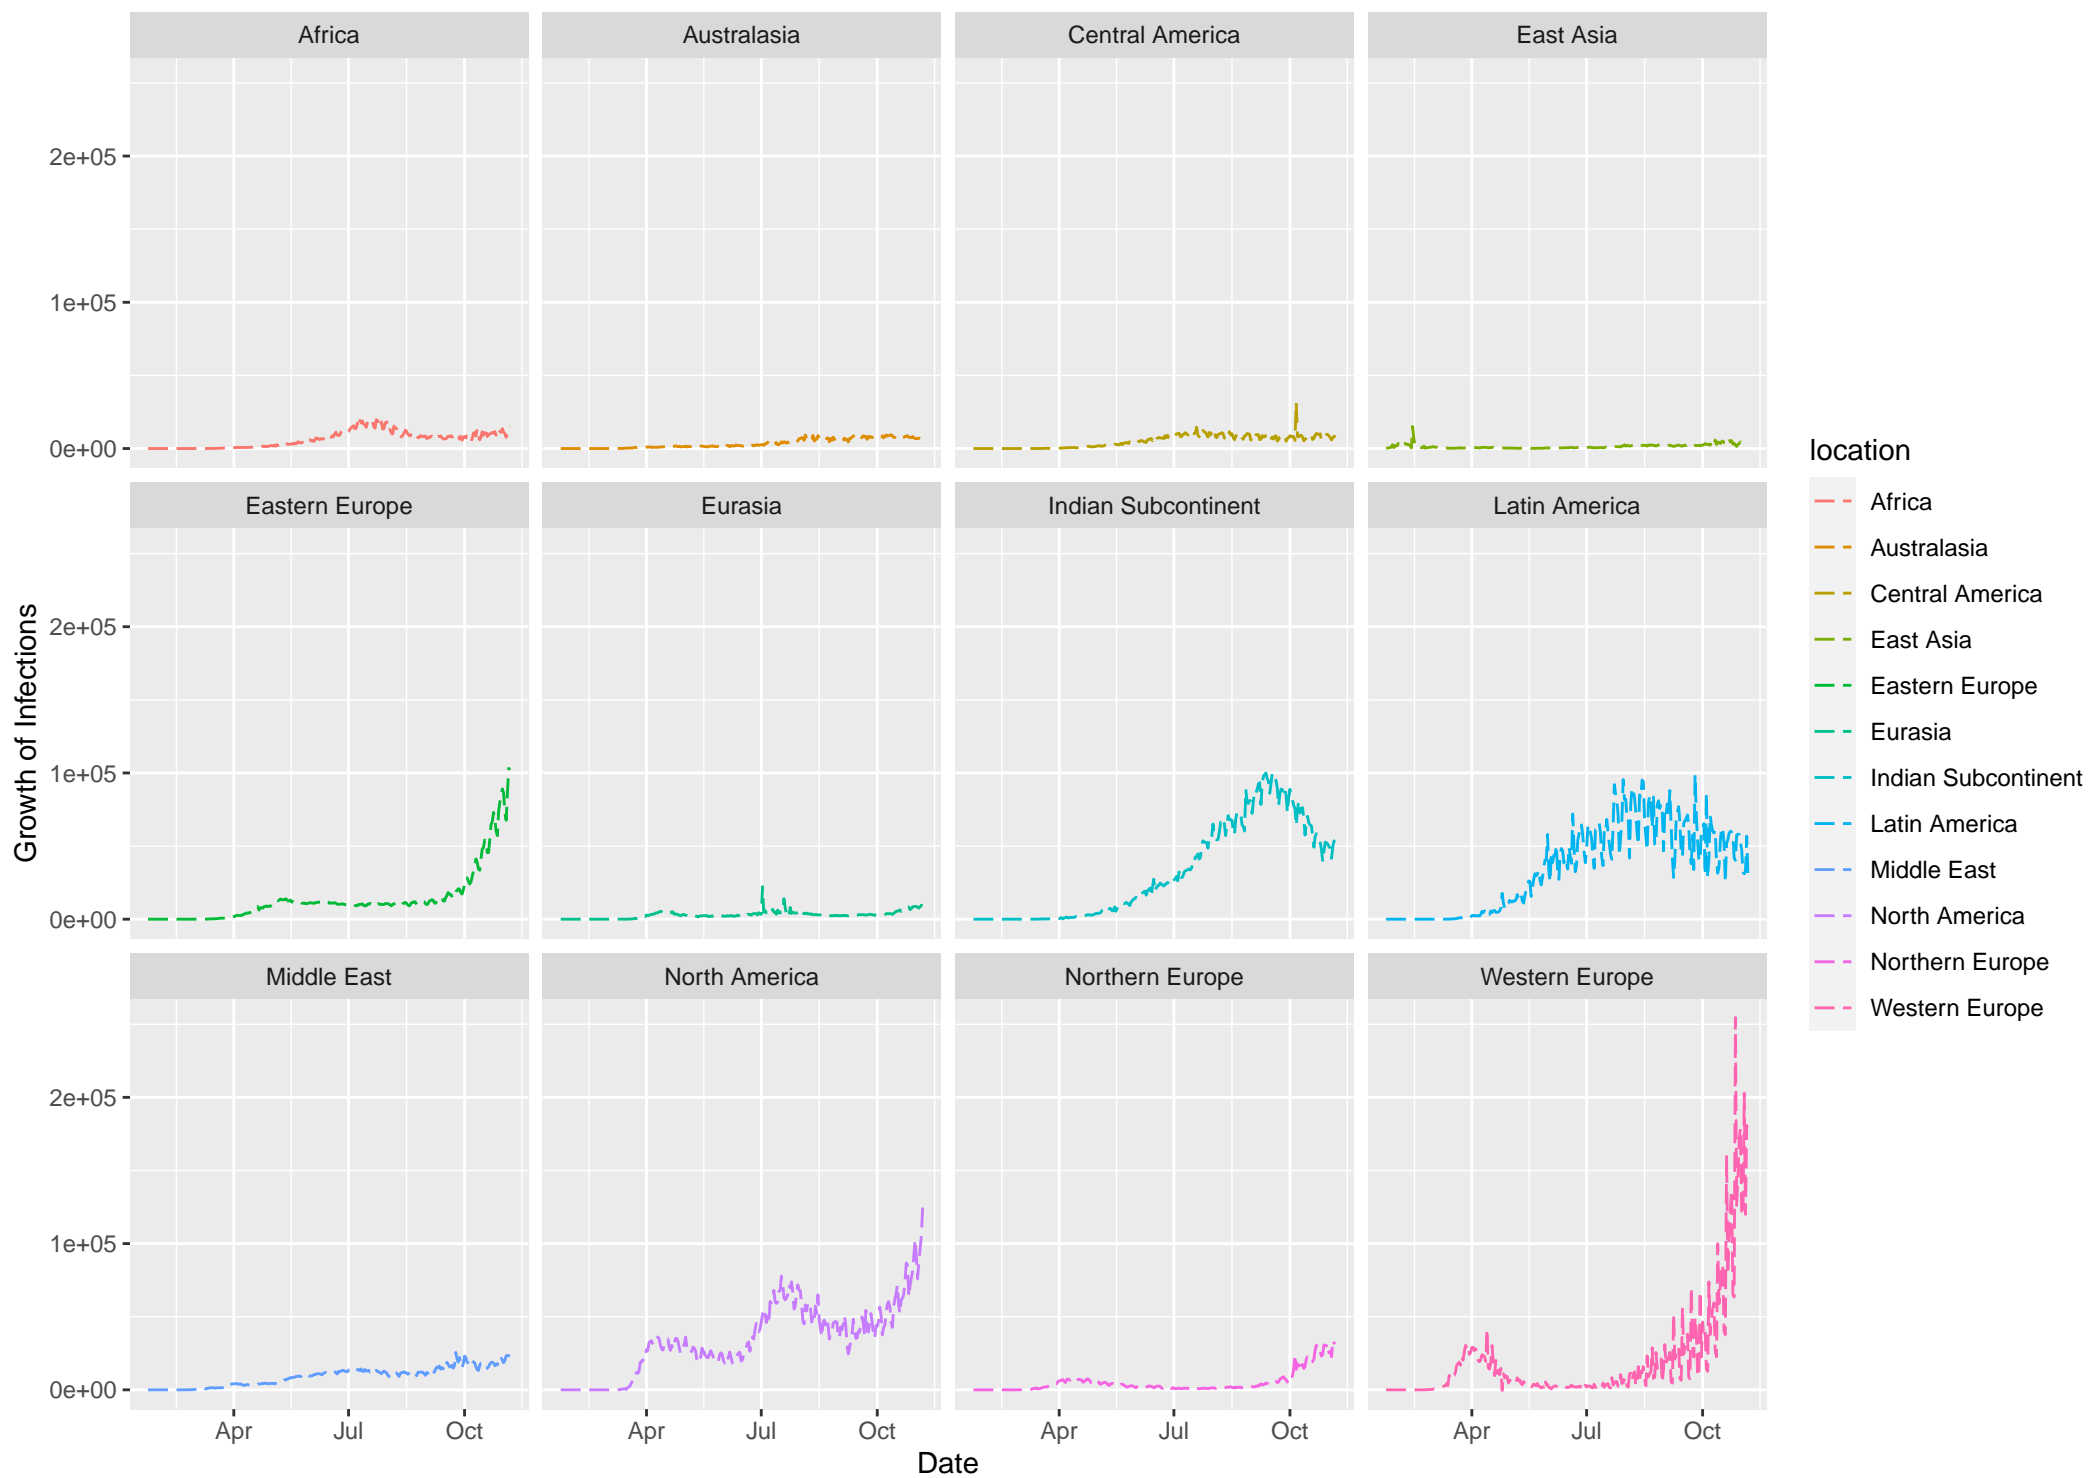 Africa
Australasia
Central America
East Asia
2e+05
1e+05
0e+00
Eastern Europe
Eurasia
Indian Subcontinent
Latin America
2e+05
1e+05
0e+00
Middle East
North America
Northern Europe
Western Europe
2e+05
1e+05
0e+00
Apr
Jul
Oct
Apr
Jul
Oct
Apr
Jul
Oct
Apr
Jul
Oct
Date
Growth of Infections
location
Africa
Australasia
Central America
East Asia
Eastern Europe
Eurasia
Indian Subcontinent
Latin America
Middle East
North America
Northern Europe
Western Europe